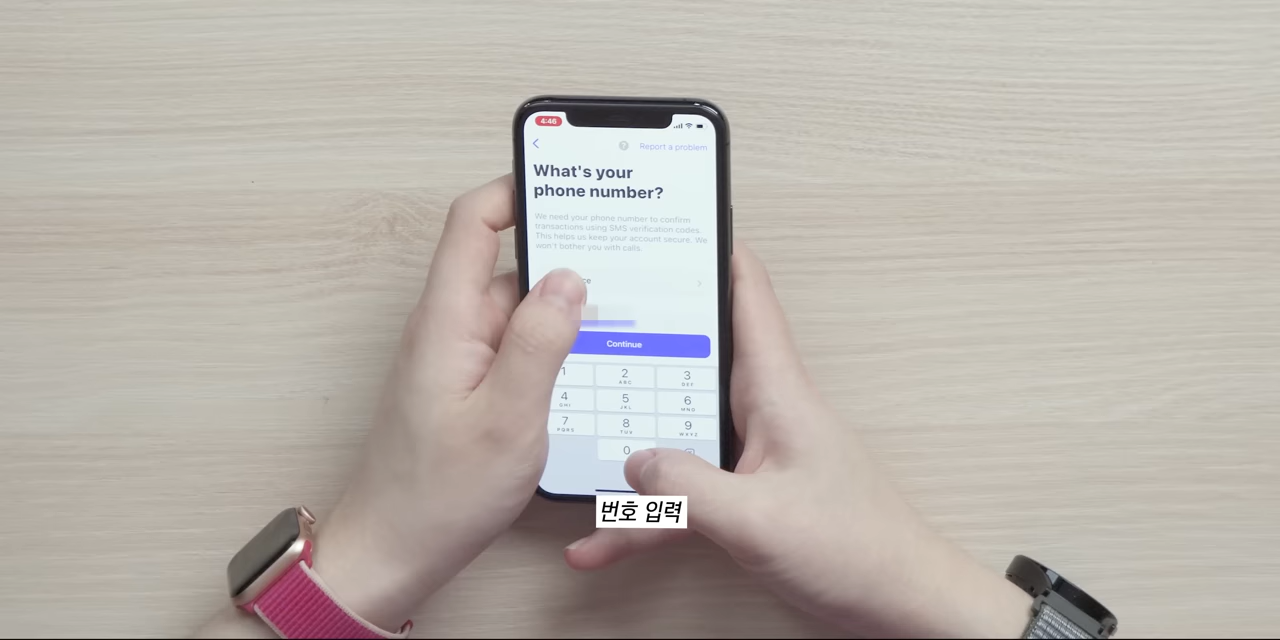 4:46
Report a problem
What's your
phone number?
We need your phone number to confirm
transactions using SMS verification codes.
This helps us keep your account secure. We
won't bother you with calls.
Continue
1
2 ABC
3 DEF
4 GHI
5 JKL
6 MNO
7 PQRS
8 TUV
9 WXYZ
0
번호 입력